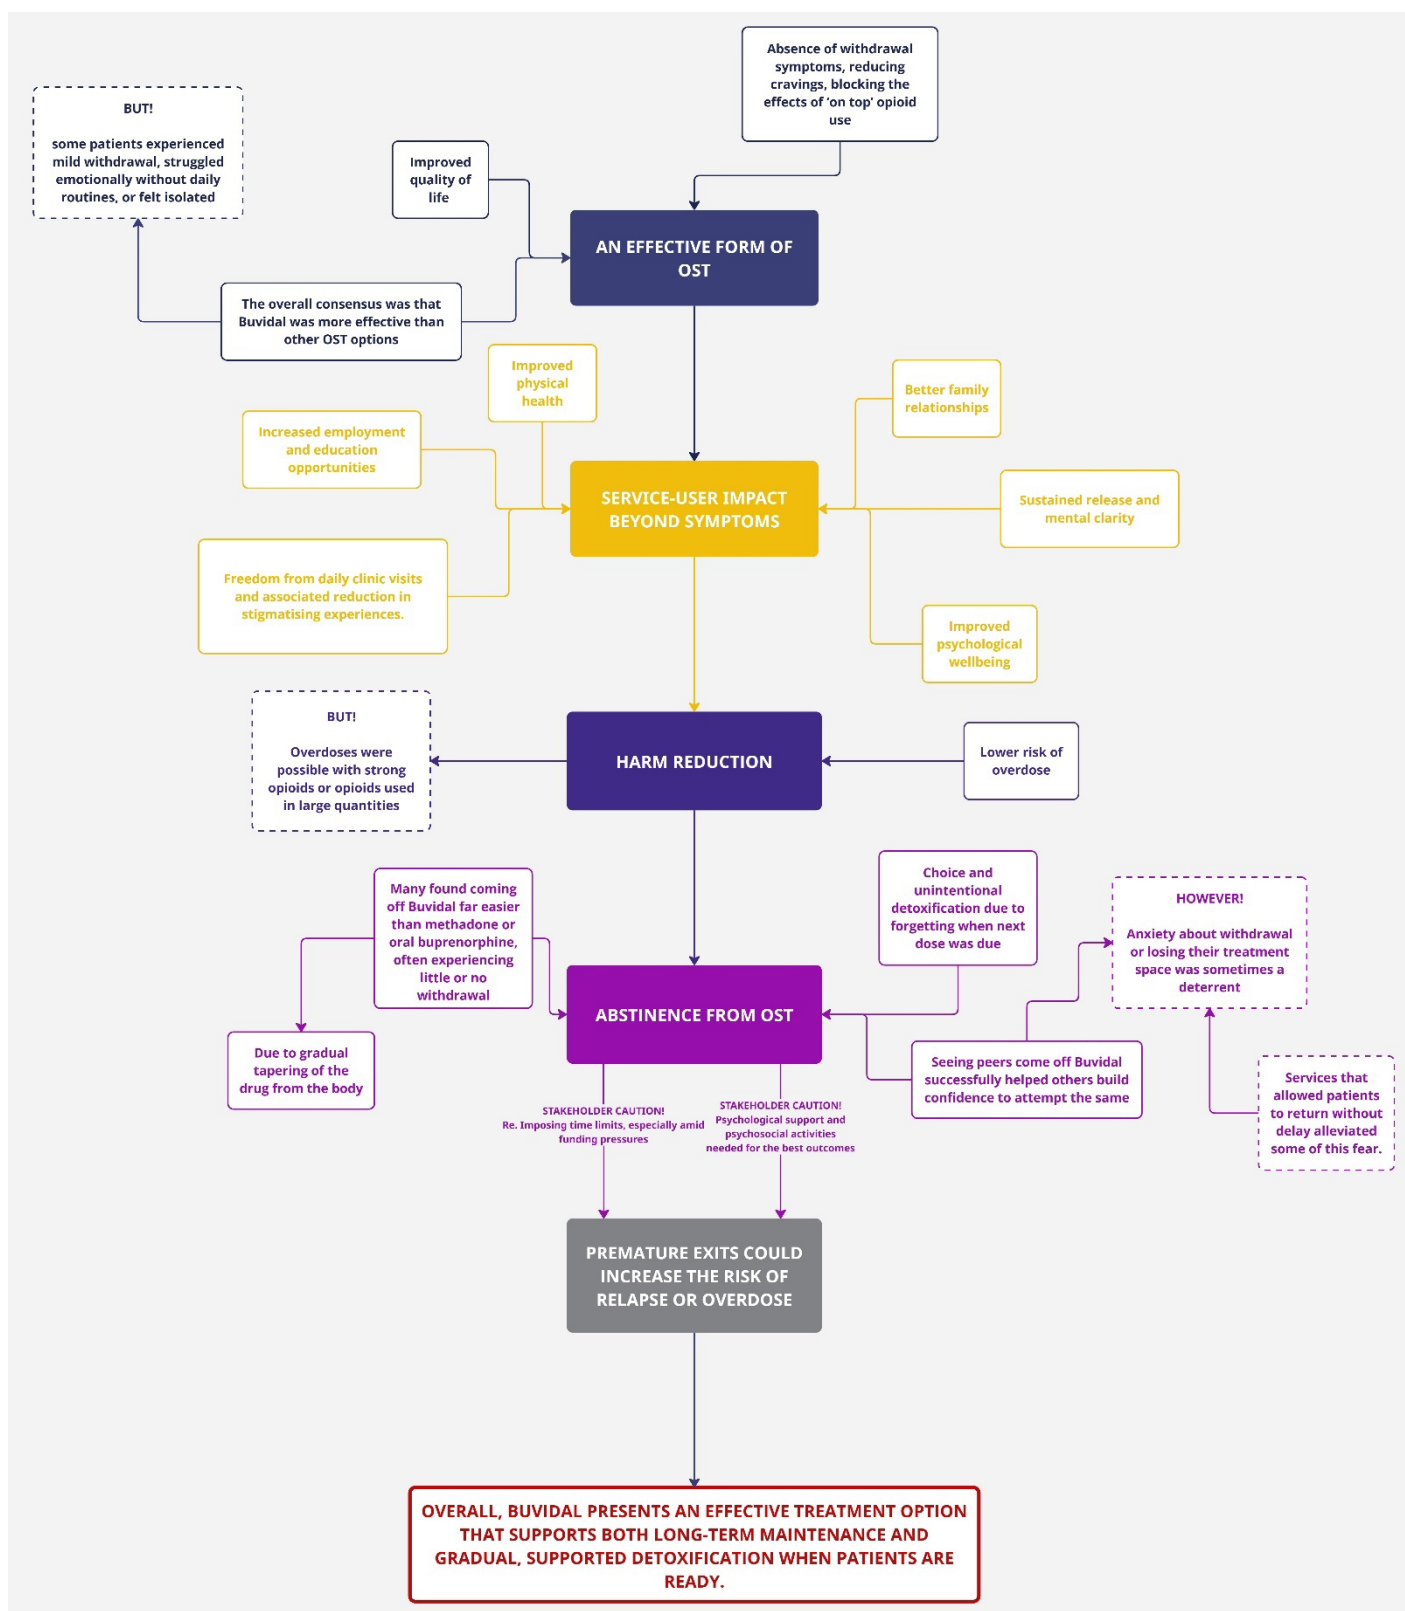 Absence of withdrawal
symptoms, reducing
cravings, blocking the
effects of 'on top' opioid
use
BUT!
some patients experienced
mild withdrawal, struggled
emotionally without daily
routines, or felt isolated
Improved
quality of
life
AN EFFECTIVE FORM OF
OST
The overall consensus was that
Buvidal was more effective than
other OST options
Improved
physical
health
Better family
relationships
Increased employment
and education
opportunities
SERVICE-USER IMPACT
BEYOND SYMPTOMS
Sustained release and
mental clarity
Freedom from daily clinic visits
and associated reduction in
stigmatising experiences.
Improved
psychological
wellbeing
BUT!
Overdoses were
possible with strong
opioids or opioids used
in large quantities
HARM REDUCTION
Lower risk of
overdose
Many found coming
off Buvidal far easier
than methadone or
oral buprenorphine,
often experiencing
little or no
withdrawal
Choice and
unintentional
detoxification due to
forgetting when next
dose was due
HOWEVER!
Anxiety about withdrawal
or losing their treatment
space was sometimes a
deterrent
ABSTINENCE FROM OST
Due to gradual
tapering of the
drug from the body
Seeing peers come off Buvidal
successfully helped others build
confidence to attempt the same
Services that
allowed patients
to return without
delay alleviated
some of this fear.
STAKEHOLDER CAUTION!
Re. Imposing time limits, especially amid
funding pressures
STAKEHOLDER CAUTION!
Psychological support and
psychosocial activities
needed for the best outcomes
PREMATURE EXITS COULD
INCREASE THE RISK OF
RELAPSE OR OVERDOSE
OVERALL, BUVIDAL PRESENTS AN EFFECTIVE TREATMENT OPTION
THAT SUPPORTS BOTH LONG-TERM MAINTENANCE AND
GRADUAL, SUPPORTED DETOXIFICATION WHEN PATIENTS ARE
READY.